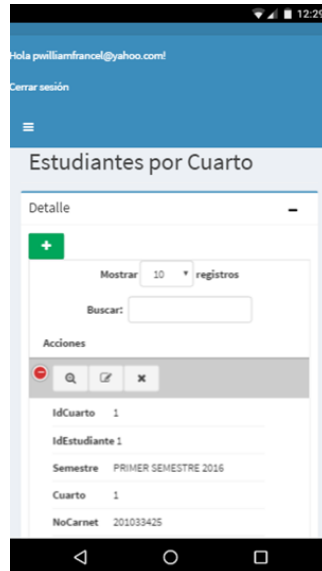 12:29
Hola pwilliamfrancel@yahoo.com!
Cerrar sesión
Estudiantes por Cuarto
Detalle
Mostrar 10 registros
Buscar:
Acciones
IdCuarto 1
IdEstudiante 1
Semestre PRIMER SEMESTRE 2016
Cuarto 1
NoCarnet 201033425